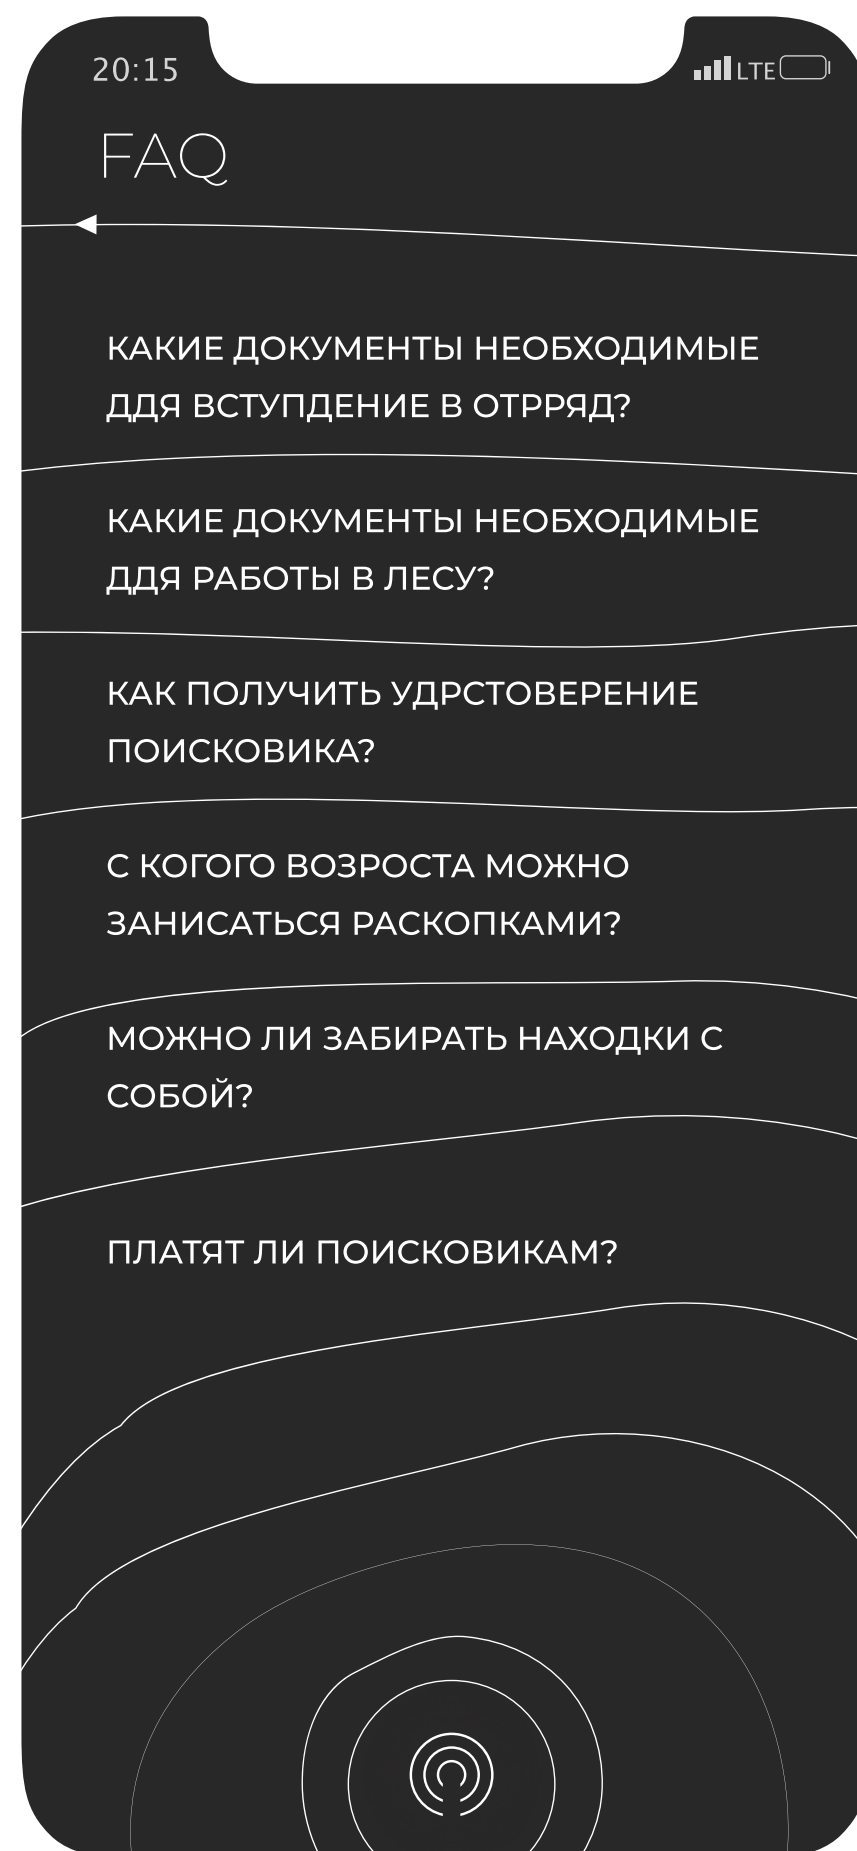 20:15
LTE
FAQ
КАКИЕ ДОКУМЕНТЫ НЕОБХОДИМЫЕ
ДДЯ ВСТУПДЕНИЕ В ОТРРЯД?
КАКИЕ ДОКУМЕНТЫ НЕОБХОДИМЫЕ
ДДЯ РАБОТЫ В ЛЕСУ?
КАК ПОЛУЧИТЬ УДРСТОВЕРЕНИЕ
ПОИСКОВИКА?
С КОГОГО ВОЗРОСТА МОЖНО
ЗАНИСАТЬСЯ РАСКОПКАМИ?
МОЖНО ЛИ ЗАБИРАТЬ НАХОДКИ С
СОБОЙ?
ПЛАТЯТ ЛИ ПОИСКОВИКАМ?